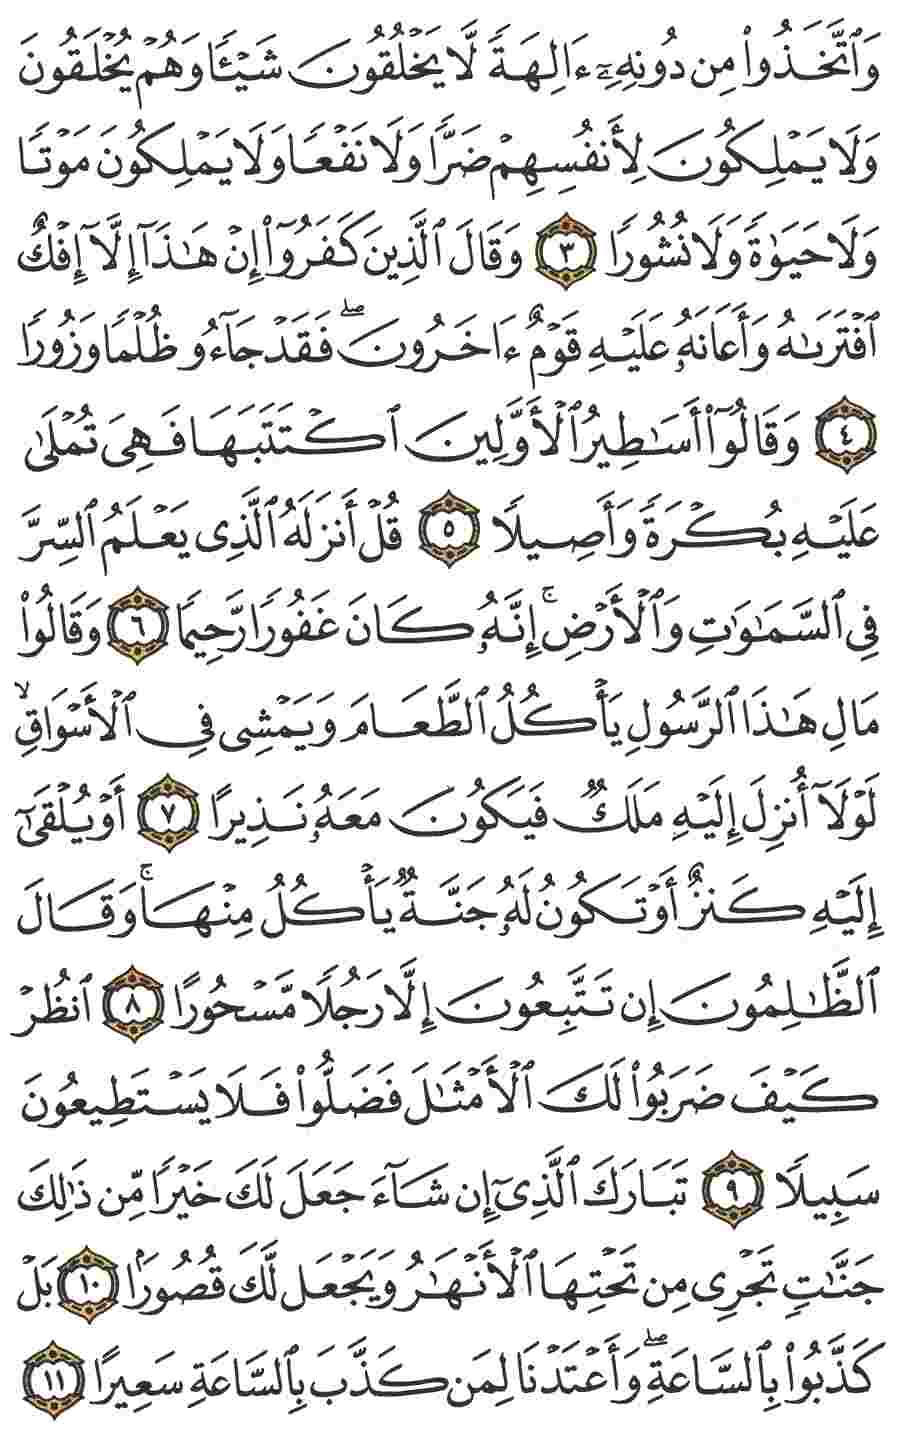 وَٱتَّخَذُوا۟ مِن دُونِهِۦٓ ءَالِهَةً لَّا يَخْلُقُونَ شَيْـًٔا وَهُمْ يُخْلَقُونَ
وَلَا يَمْلِكُونَ لِأَنفُسِهِمْ ضَرًّا وَلَا نَفْعًا وَلَا يَمْلِكُونَ مَوْتًا
وَلَا حَيَوٰةً وَلَا نُشُورًا ٣ وَقَالَ ٱلَّذِينَ كَفَرُوٓا۟ إِنْ هَـٰذَآ إِلَّآ إِفْكٌ
ٱفْتَرَىٰهُ وَأَعَانَهُۥ عَلَيْهِ قَوْمٌ ءَاخَرُونَ ۖ فَقَدْ جَآءُو ظُلْمًا وَزُورًا
٤ وَقَالُوٓا۟ أَسَـٰطِيرُ ٱلْأَوَّلِينَ ٱكْتَتَبَهَا فَهِىَ تُمْلَىٰ
عَلَيْهِ بُكْرَةً وَأَصِيلًا ٥ قُلْ أَنزَلَهُ ٱلَّذِى يَعْلَمُ ٱلسِّرَّ
فِى ٱلسَّمَـٰوَٰتِ وَٱلْأَرْضِ ۚ إِنَّهُۥ كَانَ غَفُورًا رَّحِيمًا ٦ وَقَالُوا۟
مَالِ هَـٰذَا ٱلرَّسُولِ يَأْكُلُ ٱلطَّعَامَ وَيَمْشِى فِى ٱلْأَسْوَاقِ ۙ
لَوْلَآ أُنزِلَ إِلَيْهِ مَلَكٌ فَيَكُونَ مَعَهُۥ نَذِيرًا ٧ أَوْ يُلْقَىٰٓ
إِلَيْهِ كَنزٌ أَوْ تَكُونُ لَهُۥ جَنَّةٌ يَأْكُلُ مِنْهَا ۚ وَقَالَ
ٱلظَّـٰلِمُونَ إِن تَتَّبِعُونَ إِلَّا رَجُلًا مَّسْحُورًا ٨ ٱنظُرْ
كَيْفَ ضَرَبُوا۟ لَكَ ٱلْأَمْثَـٰلَ فَضَلُّوا۟ فَلَا يَسْتَطِيعُونَ
سَبِيلًا ٩ تَبَارَكَ ٱلَّذِىٓ إِن شَآءَ جَعَلَ لَكَ خَيْرًا مِّن ذَٰلِكَ
جَنَّـٰتٍ تَجْرِى مِن تَحْتِهَا ٱلْأَنْهَـٰرُ وَيَجْعَل لَّكَ قُصُورًۢا ١٠ بَلْ
كَذَّبُوا۟ بِٱلسَّاعَةِ ۖ وَأَعْتَدْنَا لِمَن كَذَّبَ بِٱلسَّاعَةِ سَعِيرًا ١١